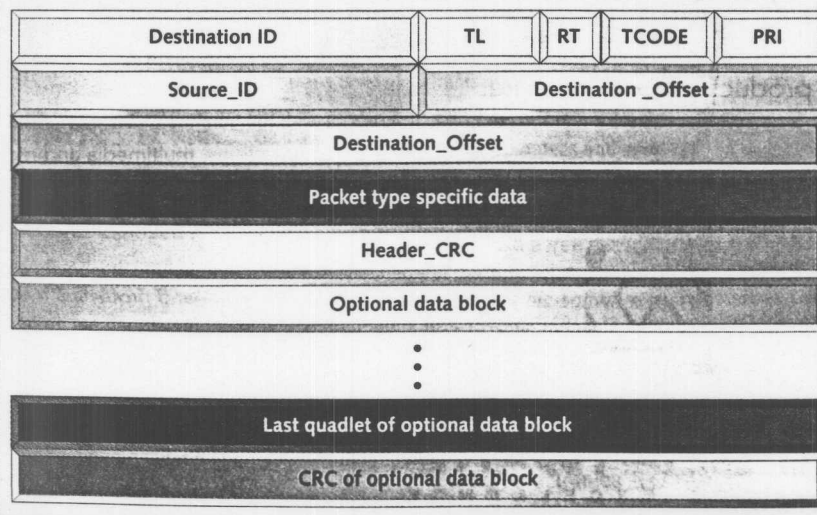 Destination ID TL RT TCODE PRI
Source_ID Destination _Offset
Destination_Offset
Packet type specific data
Header_CRC
Optional data block
Last quadlet of optional data block
CRC of optional data block